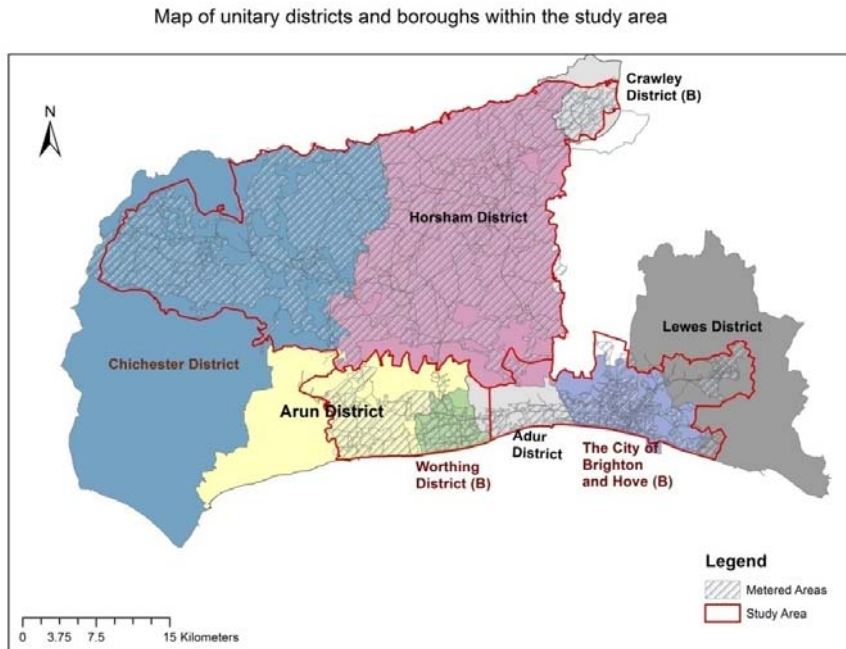 Map of unitary districts and boroughs within the study area
N
Crawley
District (B)
Horsham District
Lewes District
Chichester District
Arun District
Adur
District
The City of
Brighton
and Hove (B)
Worthing
District (B)
Legend
Metered Areas
Study Area
0 3.75 7.5 15 Kilometers